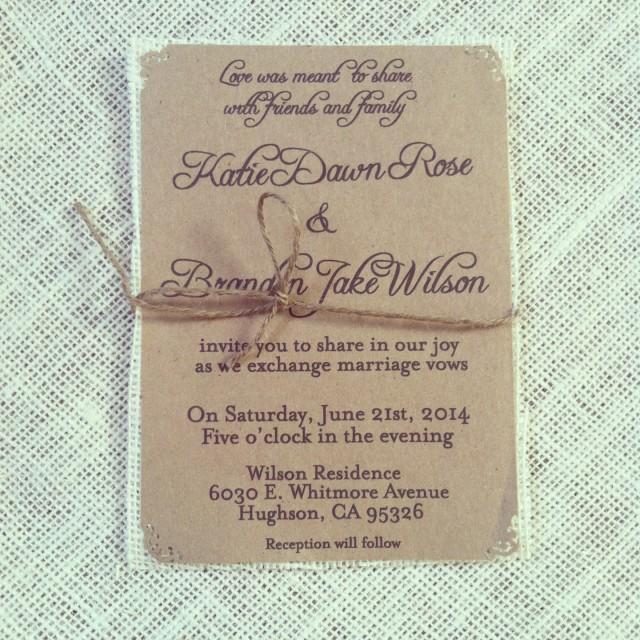 Love was meant to share
with friends and family
Katie Dawn Rose
&
Brandon Jake Wilson
invite you to share in our joy
as we exchange marriage vows
On Saturday, June 21st, 2014
Five o'clock in the evening
Wilson Residence
6030 E. Whitmore Avenue
Hughson, CA 95326
Reception will follow